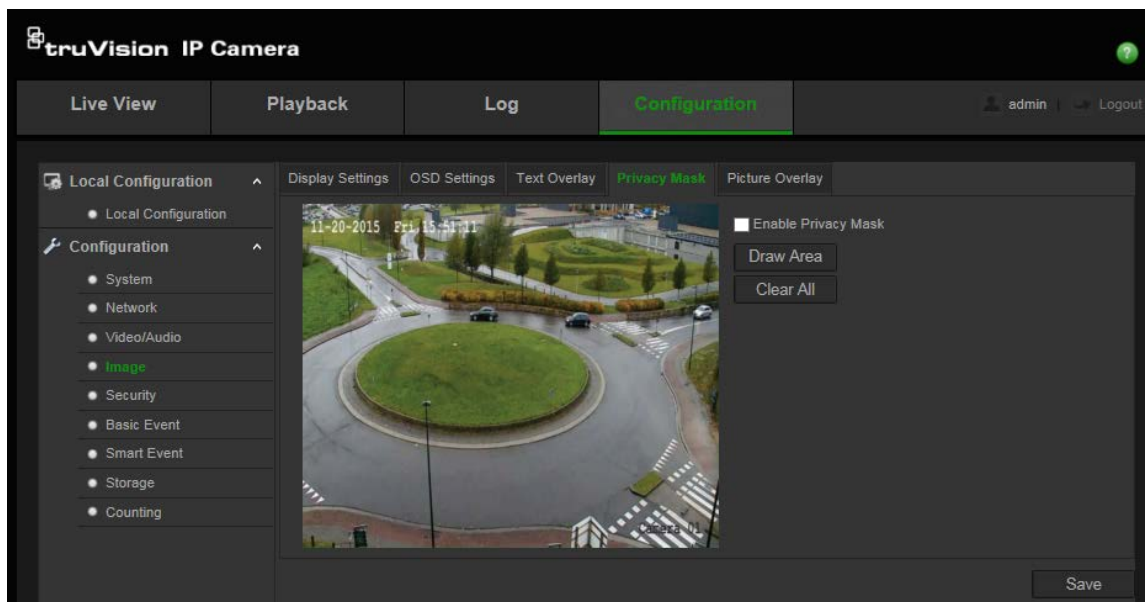 truVision IP Camera
?
Live View
Playback
Log
Configuration
admin | Logout
Local Configuration
Local Configuration
Configuration
System
Network
Video/Audio
Image
Security
Basic Event
Smart Event
Storage
Counting
Display Settings
OSD Settings
Text Overlay
Privacy Mask
Picture Overlay
11-20-2015 Fri 15:51:11
Camera 01
Enable Privacy Mask
Draw Area
Clear All
Save